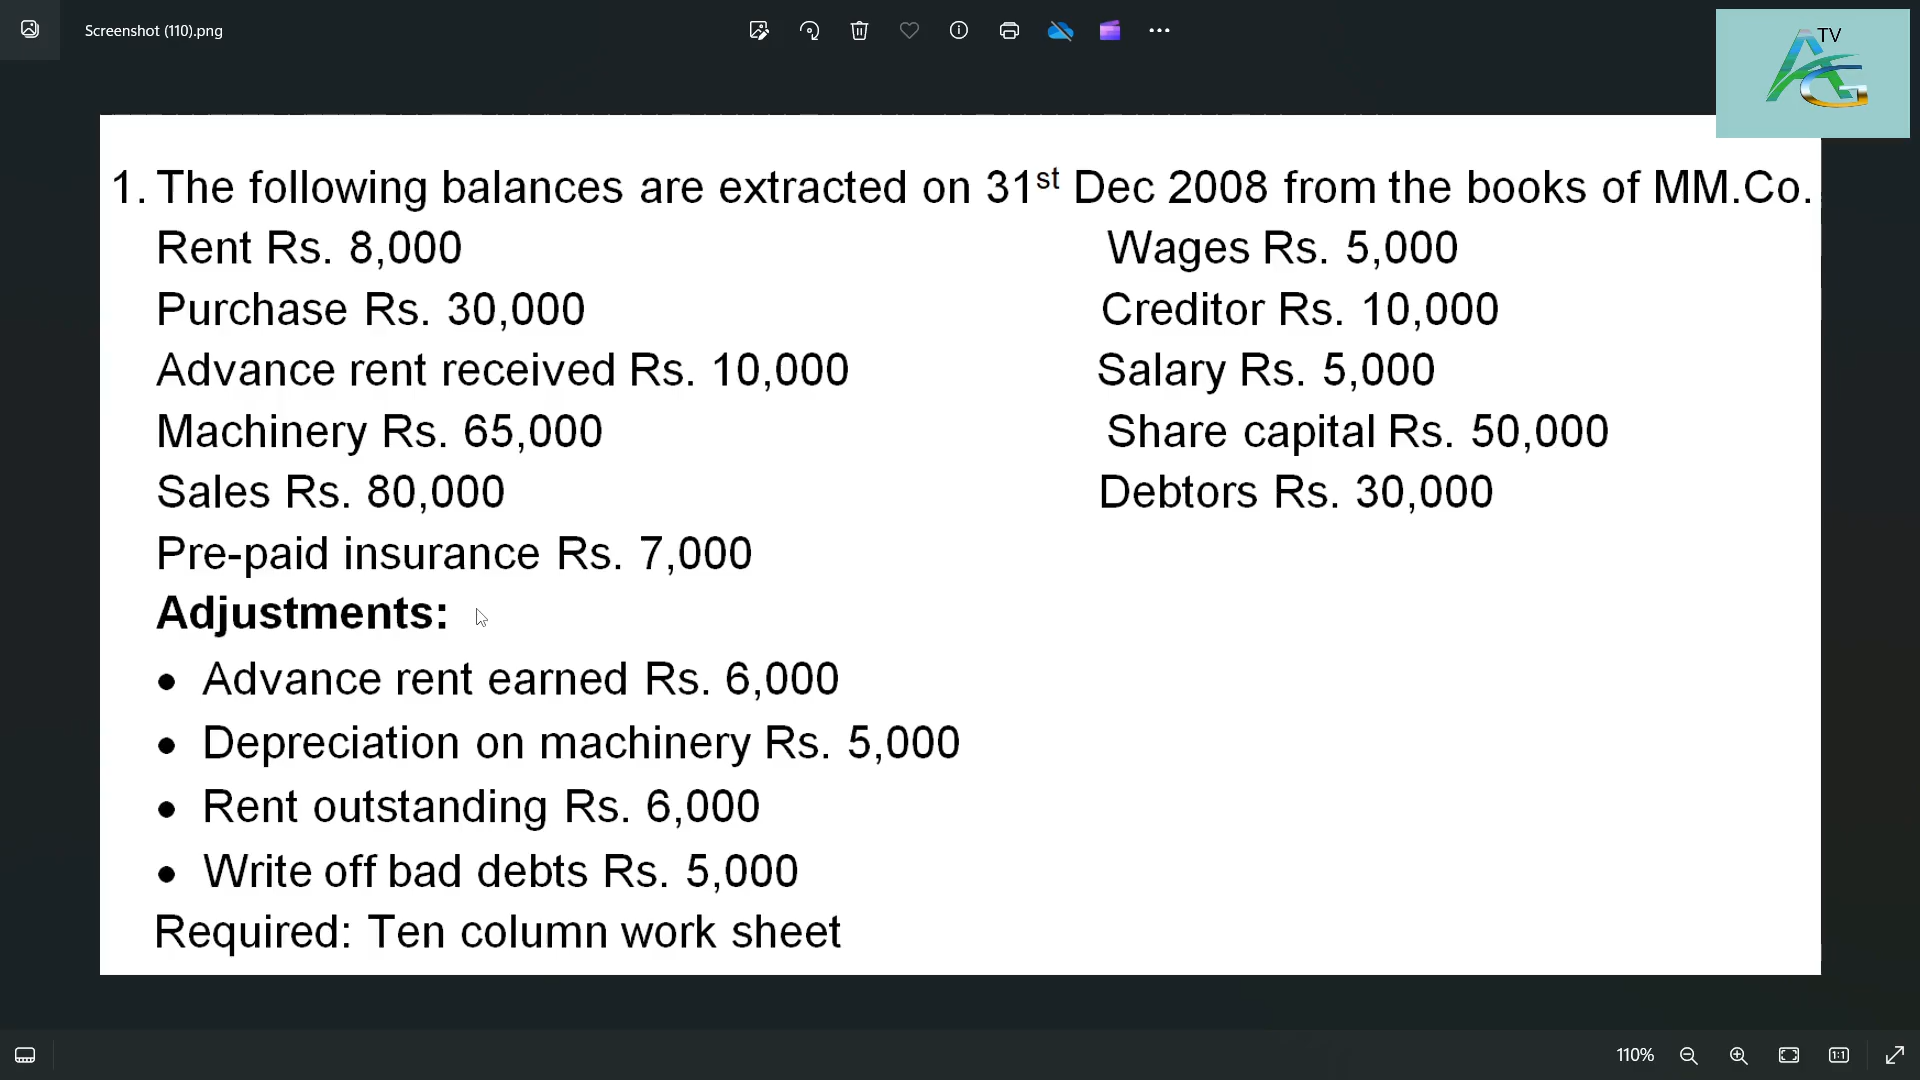 Screenshot (110).png
TV
AG
1. The following balances are extracted on 31st Dec 2008 from the books of MM.Co.
Rent Rs. 8,000 Wages Rs. 5,000
Purchase Rs. 30,000 Creditor Rs. 10,000
Advance rent received Rs. 10,000 Salary Rs. 5,000
Machinery Rs. 65,000 Share capital Rs. 50,000
Sales Rs. 80,000 Debtors Rs. 30,000
Pre-paid insurance Rs. 7,000
Adjustments:
• Advance rent earned Rs. 6,000
• Depreciation on machinery Rs. 5,000
• Rent outstanding Rs. 6,000
• Write off bad debts Rs. 5,000
Required: Ten column work sheet
110%
1:1